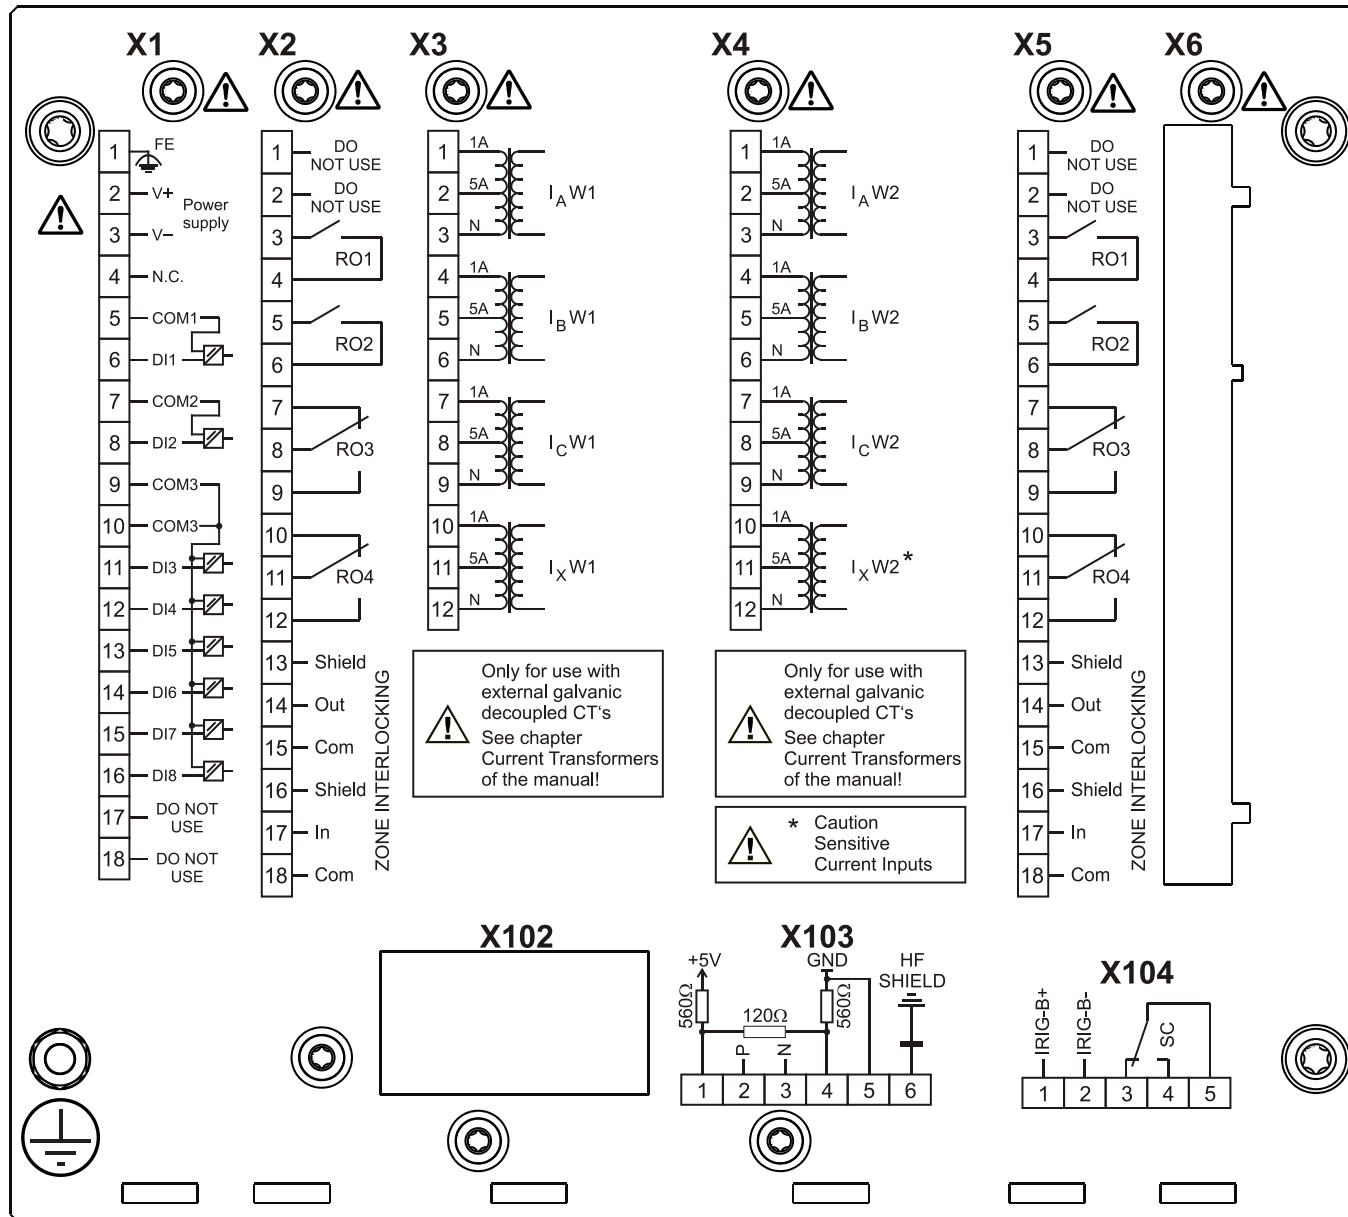 X1
X2
X3
X4
X5
X6
1
FE
2
V+
3
V–
Power
supply
4
N.C.
5
COM1
6
DI1
7
COM2
8
DI2
9
COM3
10
COM3
11
DI3
12
DI4
13
DI5
14
DI6
15
DI7
16
DI8
17
DO NOT
USE
18
DO NOT
USE
1
DO
NOT USE
2
DO
NOT USE
3
RO1
4
5
RO2
6
7
8
RO3
9
10
11
RO4
12
13
Shield
14
Out
15
Com
16
Shield
17
In
18
Com
ZONE INTERLOCKING
1
1A
2
5A
I A W1
3
N
4
1A
5
5A
I B W1
6
N
7
1A
8
5A
I C W1
9
N
10
1A
11
5A
I X W1
12
N
Only for use with
external galvanic
decoupled CT's
See chapter
Current Transformers
of the manual!
1
1A
2
5A
I A W2
3
N
4
1A
5
5A
I B W2
6
N
7
1A
8
5A
I C W2
9
N
10
1A
11
5A
I X W2 *
12
N
Only for use with
external galvanic
decoupled CT's
See chapter
Current Transformers
of the manual!
* Caution
Sensitive
Current Inputs
1
DO
NOT USE
2
DO
NOT USE
3
RO1
4
5
RO2
6
7
8
RO3
9
10
11
RO4
12
13
Shield
14
Out
15
Com
16
Shield
17
In
18
Com
ZONE INTERLOCKING
X102
X103
+5V
GND
HF
SHIELD
560Ω
120Ω
560Ω
P
N
1 2 3 4 5 6
X104
IRIG-B+
IRIG-B-
SC
1 2 3 4 5